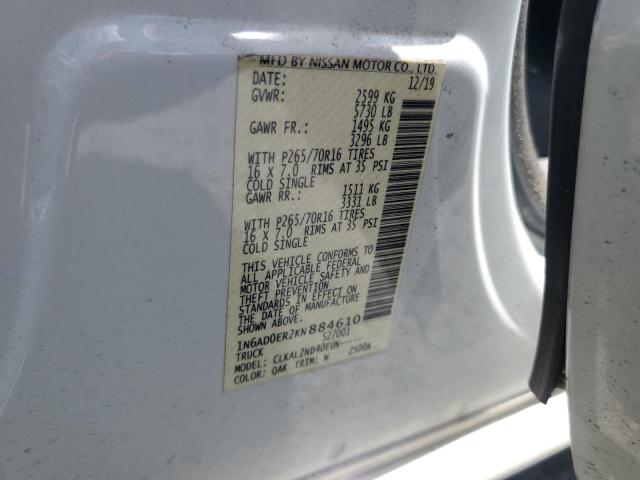 MFD BY NISSAN MOTOR CO., LTD.
DATE: 12/19
GVWR: 2599 KG
5730 LB
GAWR FR.: 1495 KG
3296 LB
WITH P265/70R16 TIRES
16 X 7.0 RIMS AT 35 PSI
COLD SINGLE
GAWR RR.: 1511 KG
3331 LB
WITH P265/70R16 TIRES
16 X 7.0 RIMS AT 35 PSI
COLD SINGLE
THIS VEHICLE CONFORMS TO
ALL APPLICABLE FEDERAL
MOTOR VEHICLE SAFETY AND
THEFT PREVENTION
STANDARDS IN EFFECT ON
THE DATE OF MANUFACTURE
SHOWN ABOVE.
1N6AD0ER2KN884610
TRUCK 527001
MODEL: CLKALZND40EUN-----
COLOR: QAK TRIM: W 2500A